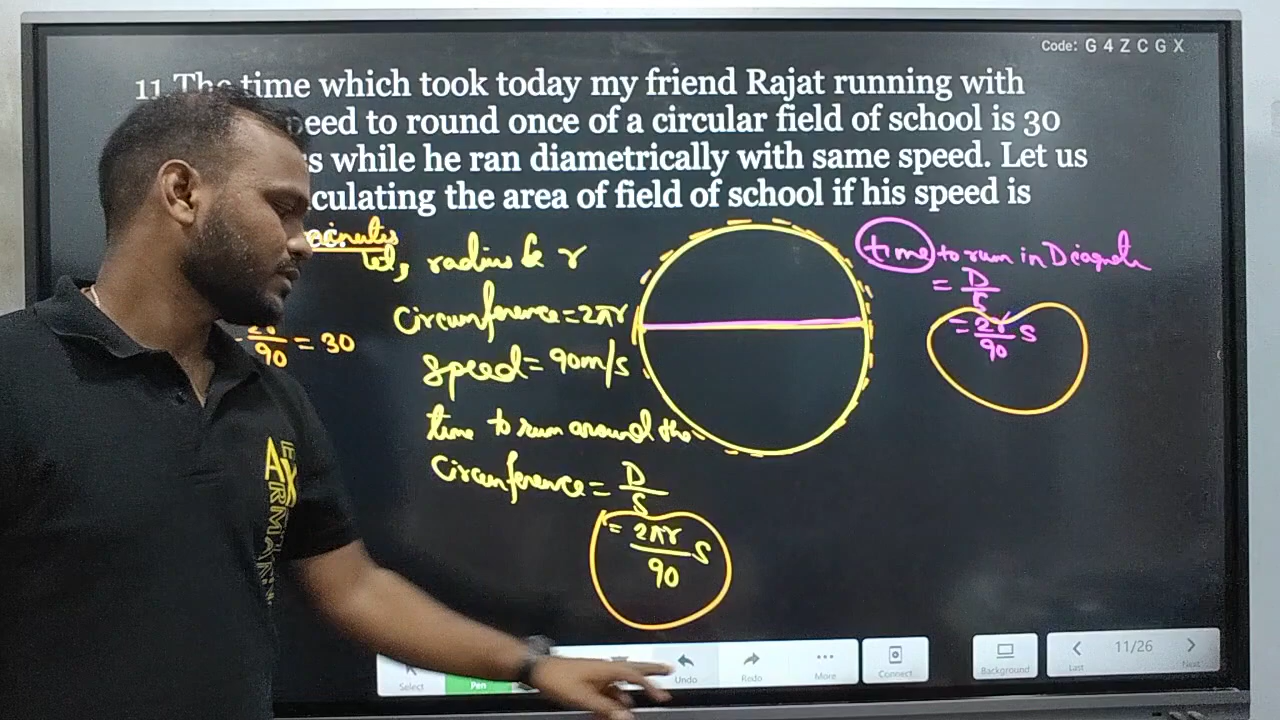 Code: G 4 Z C G X
11. The time which took today my friend Rajat running with
peed to round once of a circular field of school is 30
s while he ran diametrically with same speed. Let us
culating the area of field of school if his speed is
let, radius be r
Circumference = 2πr
speed = 90m/s
time to run around the
Circumference = D/S
= 2πr/90 s
time to run in
= D/S
= 2r/90 s
2r/90 = 30
Select
Pen
Undo
Redo
More
Connect
Background
Last
11/26
Next